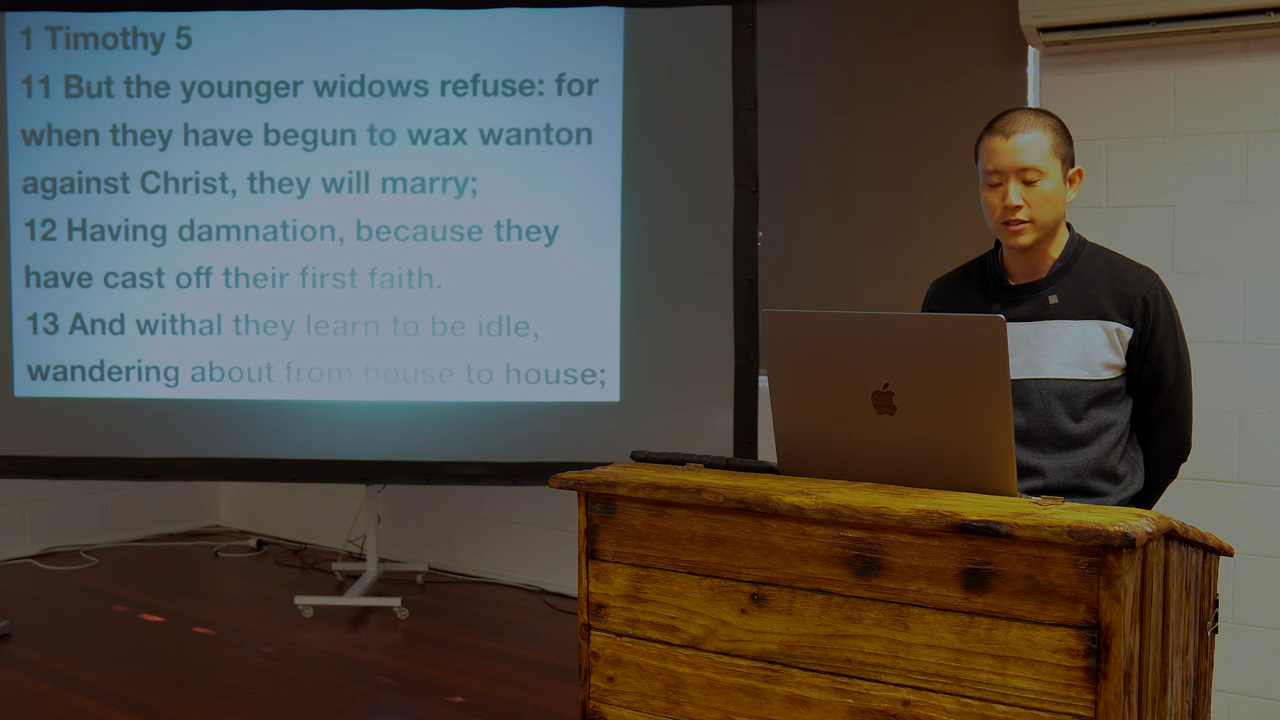 1 Timothy 5
11 But the younger widows refuse: for
when they have begun to wax wanton
against Christ, they will marry;
12 Having damnation, because they
have cast off their first faith.
13 And withal they learn to be idle,
wandering about from house to house;